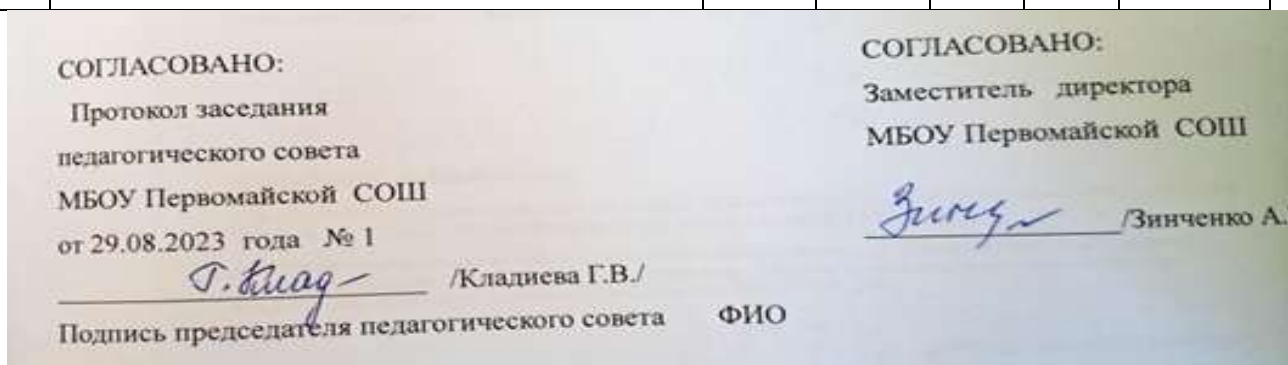 СОГЛАСОВАНО:
Протокол заседания
педагогического совета
МБОУ Первомайской СОШ
от 29.08.2023 года № 1
Г. Клад /Кладиева Г.В./
Подпись председателя педагогического совета ФИО
СОГЛАСОВАНО:
Заместитель директора
МБОУ Первомайской СОШ
/Зинченко А.